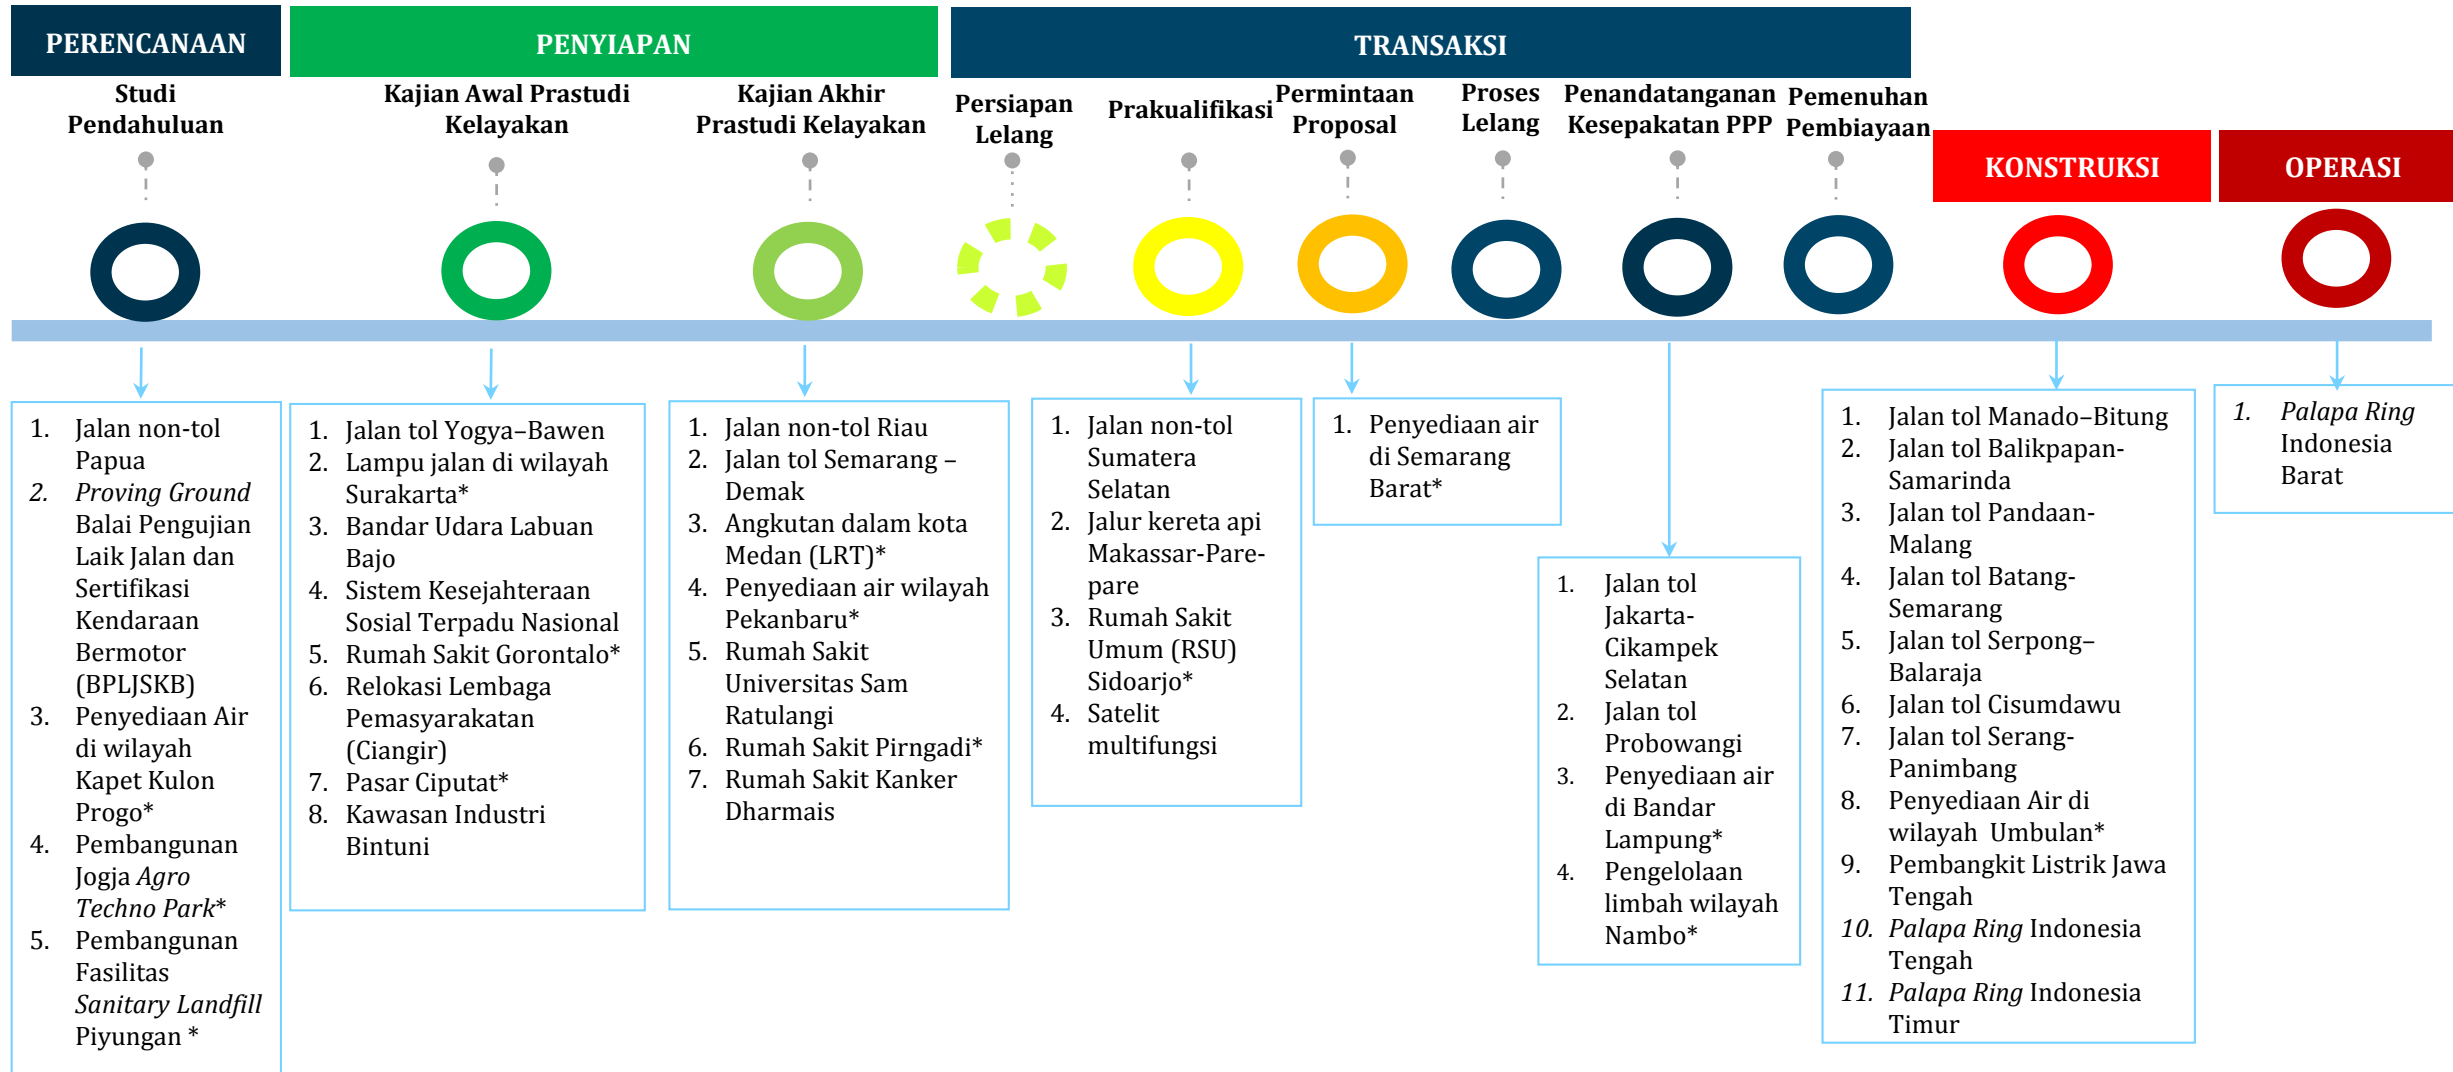 PERENCANAAN
PENYIAPAN
TRANSAKSI
KONSTRUKSI
OPERASI
Studi
Pendahuluan
Kajian Awal Prastudi
Kelayakan
Kajian Akhir
Prastudi Kelayakan
Persiapan
Lelang
Prakualifikasi
Permintaan
Proposal
Proses
Lelang
Penandatanganan
Kesepakatan PPP
Pemenuhan
Pembiayaan
1. Jalan non-tol
Papua
2. Proving Ground
Balai Pengujian
Laik Jalan dan
Sertifikasi
Kendaraan
Bermotor
(BPLJSKB)
3. Penyediaan Air
di wilayah
Kapet Kulon
Progo*
4. Pembangunan
Jogja Agro
Techno Park*
5. Pembangunan
Fasilitas
Sanitary Landfill
Piyungan *
1. Jalan tol Yogya–Bawen
2. Lampu jalan di wilayah
Surakarta*
3. Bandar Udara Labuan
Bajo
4. Sistem Kesejahteraan
Sosial Terpadu Nasional
5. Rumah Sakit Gorontalo*
6. Relokasi Lembaga
Pemasyarakatan
(Ciangir)
7. Pasar Ciputat*
8. Kawasan Industri
Bintuni
1. Jalan non-tol Riau
2. Jalan tol Semarang –
Demak
3. Angkutan dalam kota
Medan (LRT)*
4. Penyediaan air wilayah
Pekanbaru*
5. Rumah Sakit
Universitas Sam
Ratulangi
6. Rumah Sakit Pirngadi*
7. Rumah Sakit Kanker
Dharmais
1. Jalan non-tol
Sumatera
Selatan
2. Jalur kereta api
Makassar-Pare-
pare
3. Rumah Sakit
Umum (RSU)
Sidoarjo*
4. Satelit
multifungsi
1. Penyediaan air
di Semarang
Barat*
1. Jalan tol
Jakarta-
Cikampek
Selatan
2. Jalan tol
Probowangi
3. Penyediaan air
di Bandar
Lampung*
4. Pengelolaan
limbah wilayah
Nambo*
1. Jalan tol Manado–Bitung
2. Jalan tol Balikpapan-
Samarinda
3. Jalan tol Pandaan-
Malang
4. Jalan tol Batang-
Semarang
5. Jalan tol Serpong–
Balaraja
6. Jalan tol Cisumdawu
7. Jalan tol Serang-
Panimbang
8. Penyediaan Air di
wilayah Umbulan*
9. Pembangkit Listrik Jawa
Tengah
10. Palapa Ring Indonesia
Tengah
11. Palapa Ring Indonesia
Timur
1. Palapa Ring
Indonesia
Barat